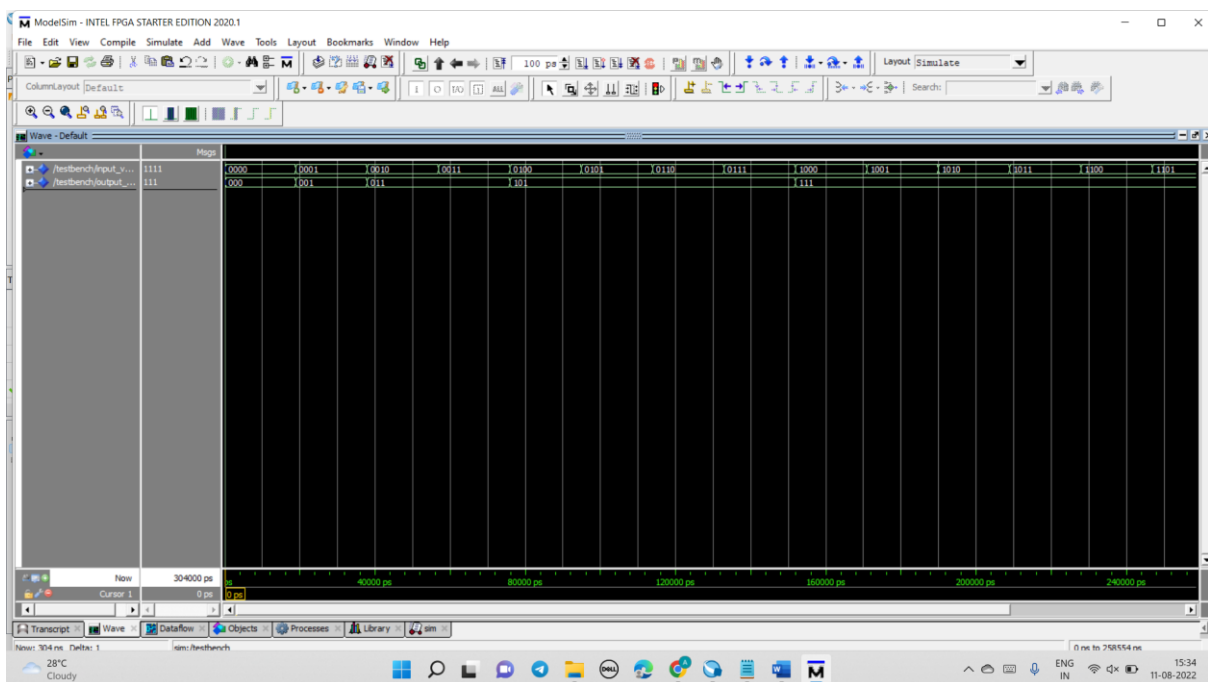 ModelSim - INTEL FPGA STARTER EDITION 2020.1
File Edit View Compile Simulate Add Wave Tools Layout Bookmarks Window Help
100 ps Layout Simulate
ColumnLayout Default I/O ALL Search:
Wave - Default
Msgs
/testbench/input_v... 1111 0000 0001 0010 0011 0100 0101 0110 0111 1000 1001 1010 1011 1100 1101
/testbench/output_... 111 000 001 011 101 111
Now 304000 ps ps 40000 ps 80000 ps 120000 ps 160000 ps 200000 ps 240000 ps
Cursor 1 0 ps 0 ps
Transcript Wave Dataflow Objects Processes Library sim
Now: 304 ns Delta: 1 sim:/testbench 0 ps to 258554 ps
28°C ENG 15:34
Cloudy IN 11-08-2022